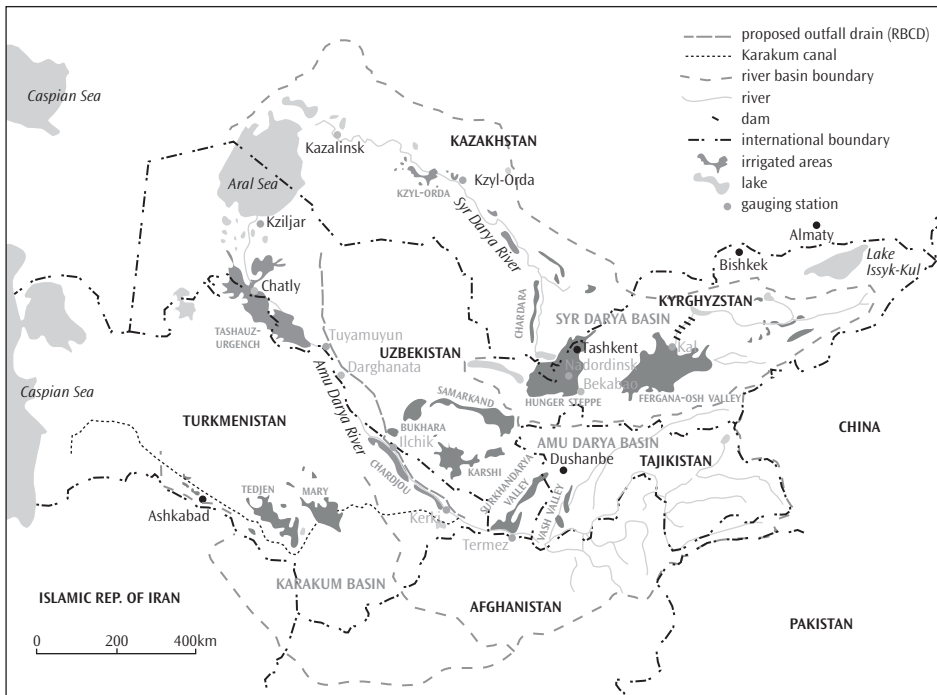 proposed outfall drain (RBCD)
Karakum canal
river basin boundary
river
dam
international boundary
irrigated areas
lake
gauging station
Caspian Sea
KAZAKHSTAN
Kazalinsk
Aral Sea
KZYL-ORDA
Kzyl-Orda
Syr Darya River
Kziljar
Almaty
Bishkek
Lake
Issyk-Kul
Chatly
KYRGHYZSTAN
CHARDARA
SYR DARYA BASIN
TASHAUZ-
URGENCH
Tuyamuyun
UZBEKISTAN
Tashkent
Kal
Darghanata
Nadordinsk
Bekabao
HUNGER STEPPE
FERGANA-OSH VALLEY
Caspian Sea
Amu Darya River
SAMARKAND
TURKMENISTAN
BUKHARA
Ilchik
AMU DARYA BASIN
CHINA
Dushanbe
TAJIKISTAN
KARSHI
CHARDJOU
SURKHANDARYA
VALLEY
VASH VALLEY
TEDJEN
MARY
Ashkabad
Kerki
Termez
KARAKUM BASIN
ISLAMIC REP. OF IRAN
AFGHANISTAN
PAKISTAN
0 200 400km